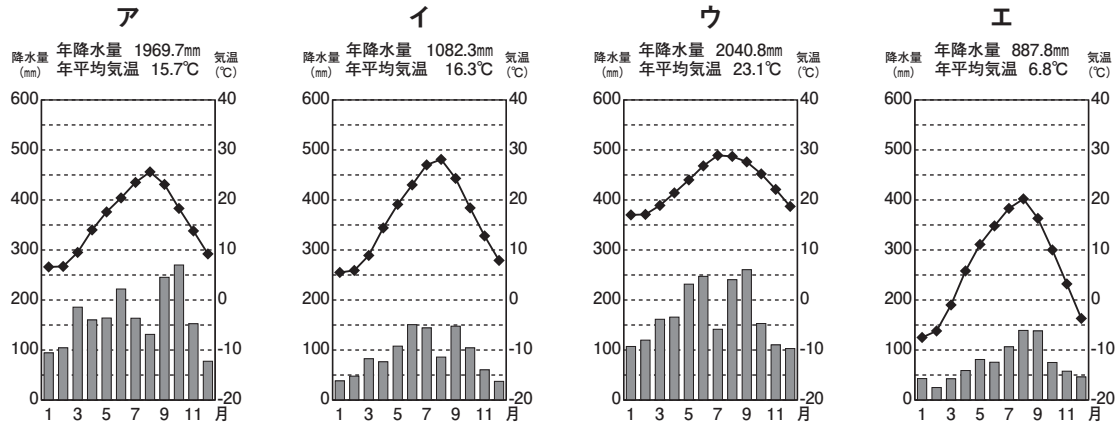 ア
降水量 年降水量 1969.7㎜ 気温
(㎜) 年平均気温 15.7℃ (℃)
600 40
500 30
400 20
300 10
200 0
100 -10
0 -20
1 3 5 7 9 11 月
イ
降水量 年降水量 1082.3㎜ 気温
(㎜) 年平均気温 16.3℃ (℃)
600 40
500 30
400 20
300 10
200 0
100 -10
0 -20
1 3 5 7 9 11 月
ウ
降水量 年降水量 2040.8㎜ 気温
(㎜) 年平均気温 23.1℃ (℃)
600 40
500 30
400 20
300 10
200 0
100 -10
0 -20
1 3 5 7 9 11 月
エ
降水量 年降水量 887.8㎜ 気温
(㎜) 年平均気温 6.8℃ (℃)
600 40
500 30
400 20
300 10
200 0
100 -10
0 -20
1 3 5 7 9 11 月